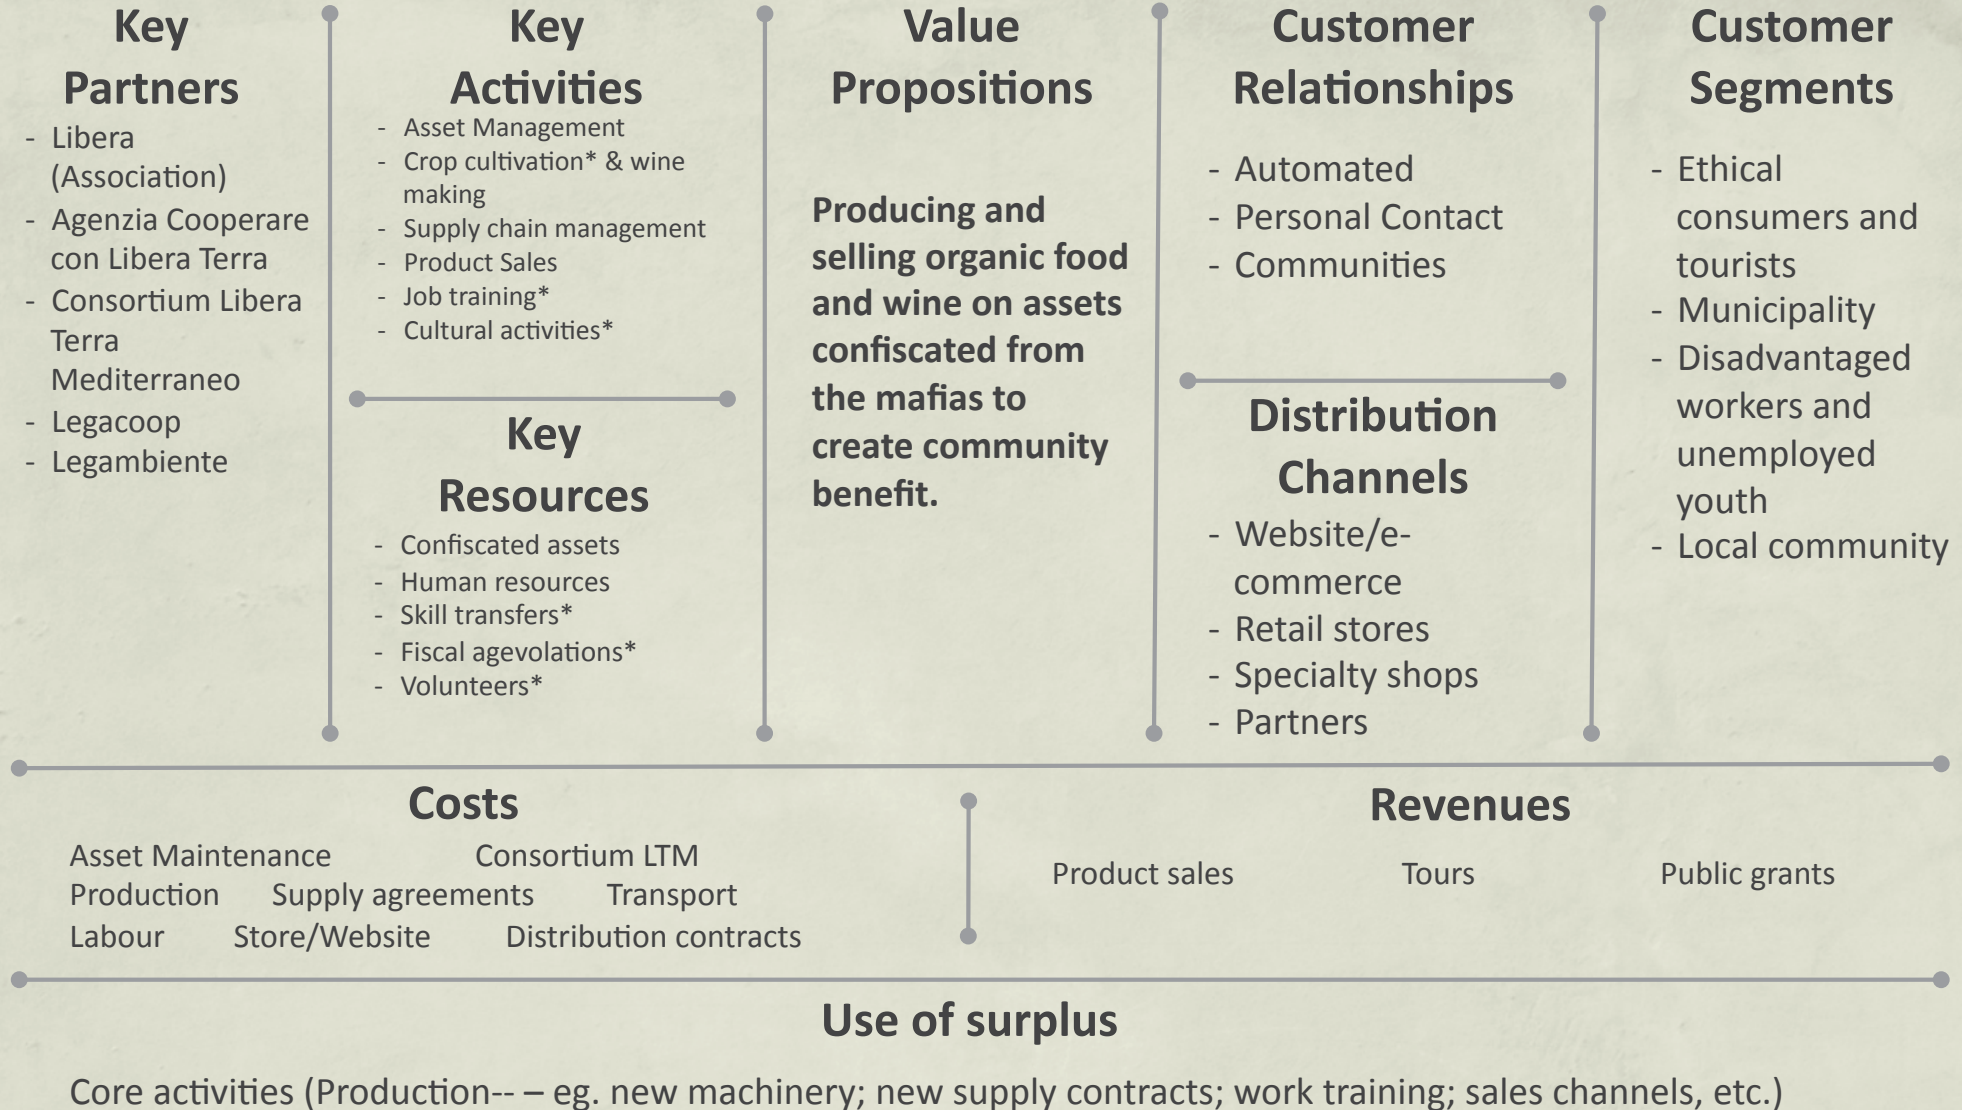 Key
Partners
- Libera
(Association)
- Agenzia Cooperare
con Libera Terra
- Consortium Libera
Terra
Mediterraneo
- Legacoop
- Legambiente
Key
Activities
- Asset Management
- Crop cultivation* & wine
making
- Supply chain management
- Product Sales
- Job training*
- Cultural activities*
Key
Resources
- Confiscated assets
- Human resources
- Skill transfers*
- Fiscal agevolations*
- Volunteers*
Value
Propositions
Producing and
selling organic food
and wine on assets
confiscated from
the mafias to
create community
benefit.
Customer
Relationships
- Automated
- Personal Contact
- Communities
Distribution
Channels
- Website/e-
commerce
- Retail stores
- Specialty shops
- Partners
Customer
Segments
- Ethical
consumers and
tourists
- Municipality
- Disadvantaged
workers and
unemployed
youth
- Local community
Costs
Asset Maintenance Consortium LTM
Production Supply agreements Transport
Labour Store/Website Distribution contracts
Revenues
Product sales Tours Public grants
Use of surplus
Core activities (Production-- – eg. new machinery; new supply contracts; work training; sales channels, etc.)